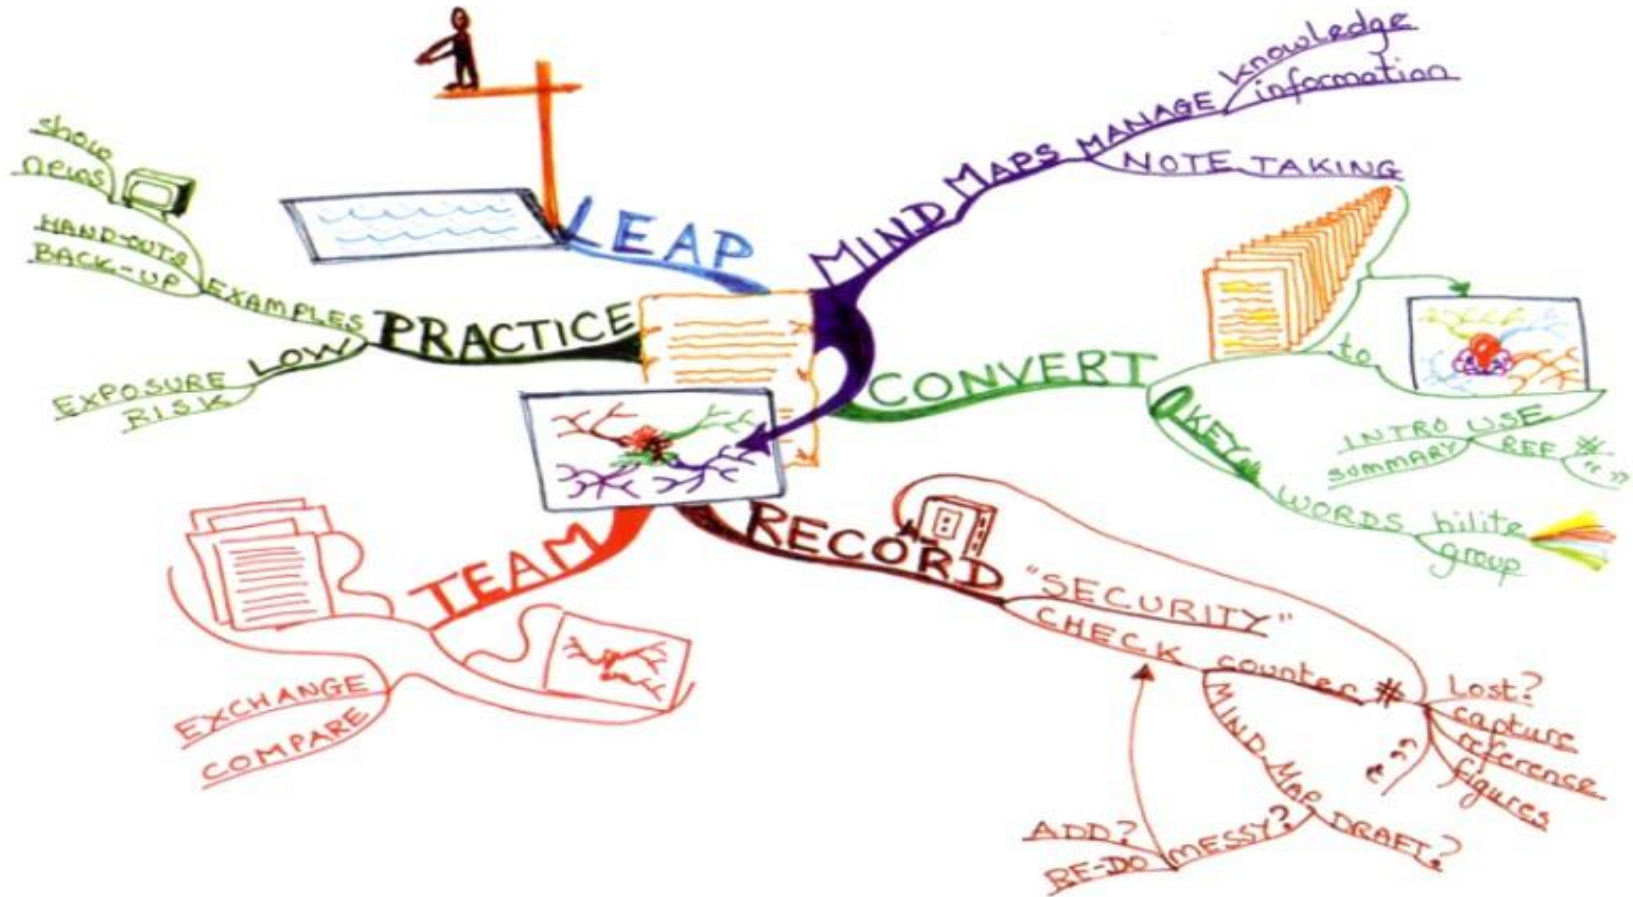 MIND MAPS
MANAGE
knowledge
information
NOTE TAKING
CONVERT
to
INTRO USE
SUMMARY
REF #
" "
KEY
WORDS
hilite
group
RECORD
"SECURITY"
CHECK
counter #
Lost?
capture
reference
figures
" "
MIND MAP
DRAFT?
MESSY?
ADD?
RE-DO
TEAM
EXCHANGE
COMPARE
PRACTICE
EXAMPLES
show
news
HAND-OUTS
BACK-UP
LOW
EXPOSURE
RISK
LEAP